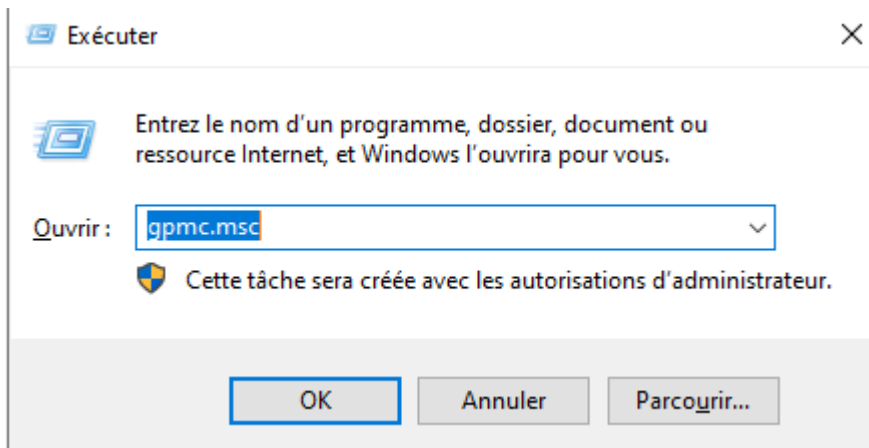 Exécuter
Entrez le nom d'un programme, dossier, document ou
ressource Internet, et Windows l'ouvrira pour vous.
Ouvrir : gpmc.msc
Cette tâche sera créée avec les autorisations d'administrateur.
OK Annuler Parcourir...